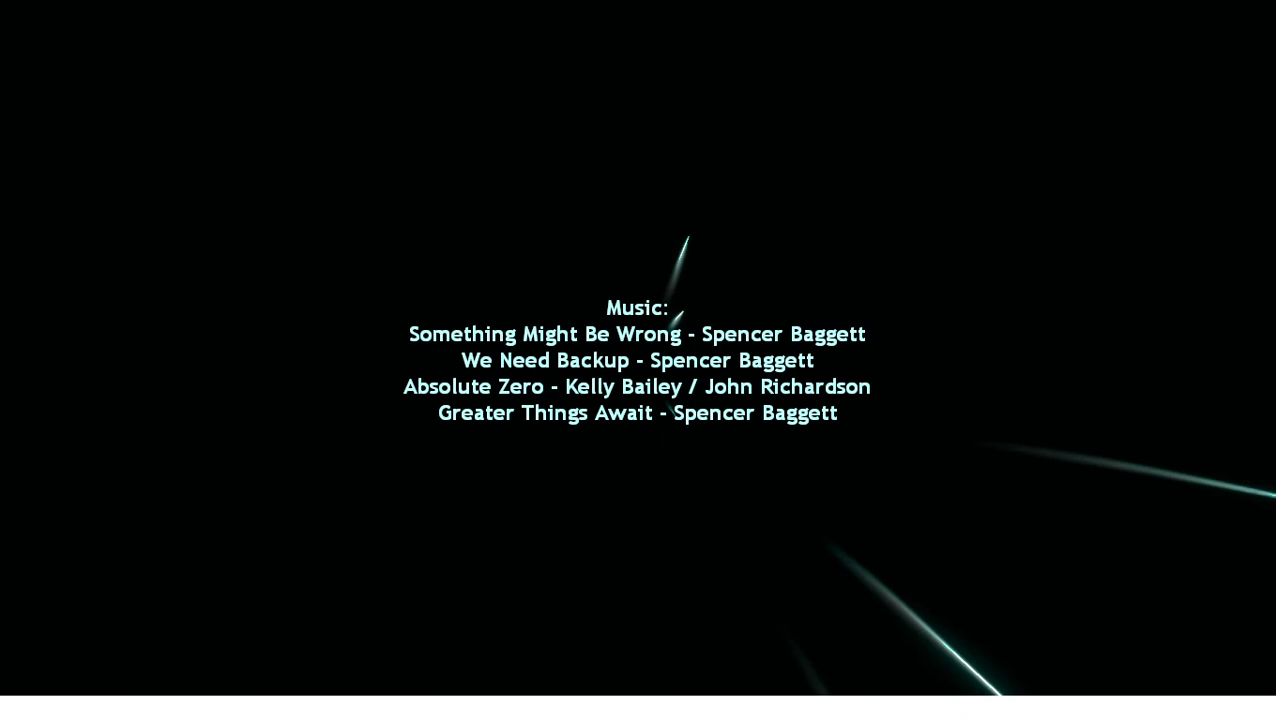 Music:
Something Might Be Wrong - Spencer Baggett
We Need Backup - Spencer Baggett
Absolute Zero - Kelly Bailey / John Richardson
Greater Things Await - Spencer Baggett